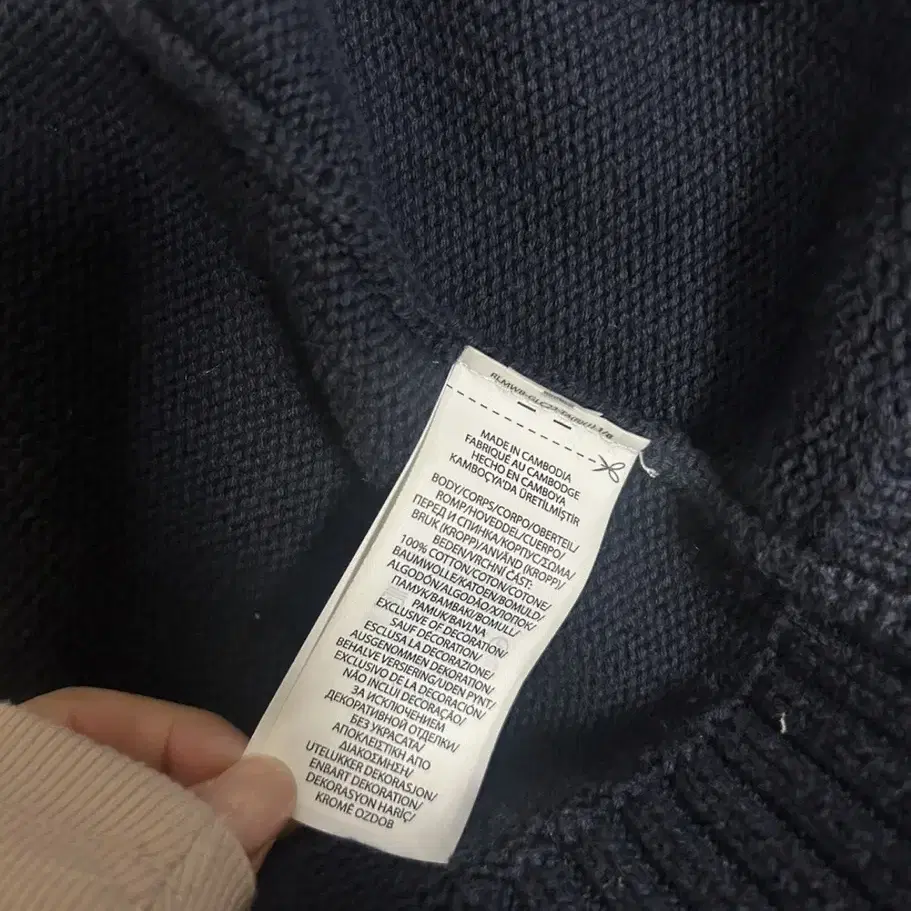 MADE IN CAMBODIA
FABRIQUÉ AU CAMBODGE
HECHO EN CAMBOYA
KAMBOÇYA'DA ÜRETİLMİŞTİR
BODY/CORPS/CORPO/OBERTEIL/
ROMP/HOVEDDEL/CUERPO/
ПЕРЕД И СПИНКА/КОРПУС/ΣΩΜΑ/
BRUK (KROPP)/ANVÄND (KROPP)/
BEDEN/VRCHNÍ ČÁST:
100% COTTON/COTON/COTONE/
BAUMWOLLE/KATOEN/BOMULD/
ALGODÓN/ALGODÃO/ХЛОПОК/
ПАМУК/ΒΑΜΒΑΚΙ/BOMULL/
PAMUK/BAVLNA
EXCLUSIVE OF DECORATION/
SAUF DÉCORATION/
ESCLUSA LA DECORAZIONE/
AUSGENOMMEN DEKORATION/
BEHALVE VERSIERING/UDEN PYNT/
EXCLUSIVO DE LA DECORACIÓN/
NÃO INCLUI DECORAÇÃO/
ЗА ИСКЛЮЧЕНИЕМ
ДЕКОРАТИВНОЙ ОТДЕЛКИ/
БЕЗ УКРАСАТА/
ΑΠΟΚΛΕΙΣΤΙΚΗ ΑΠΟ
ΔΙΑΚΟΣΜΗΣΗ/
UTELUKKER DEKORASJON/
ENBART DEKORATION/
DEKORASYON HARİÇ/
KROMĚ OZDOB